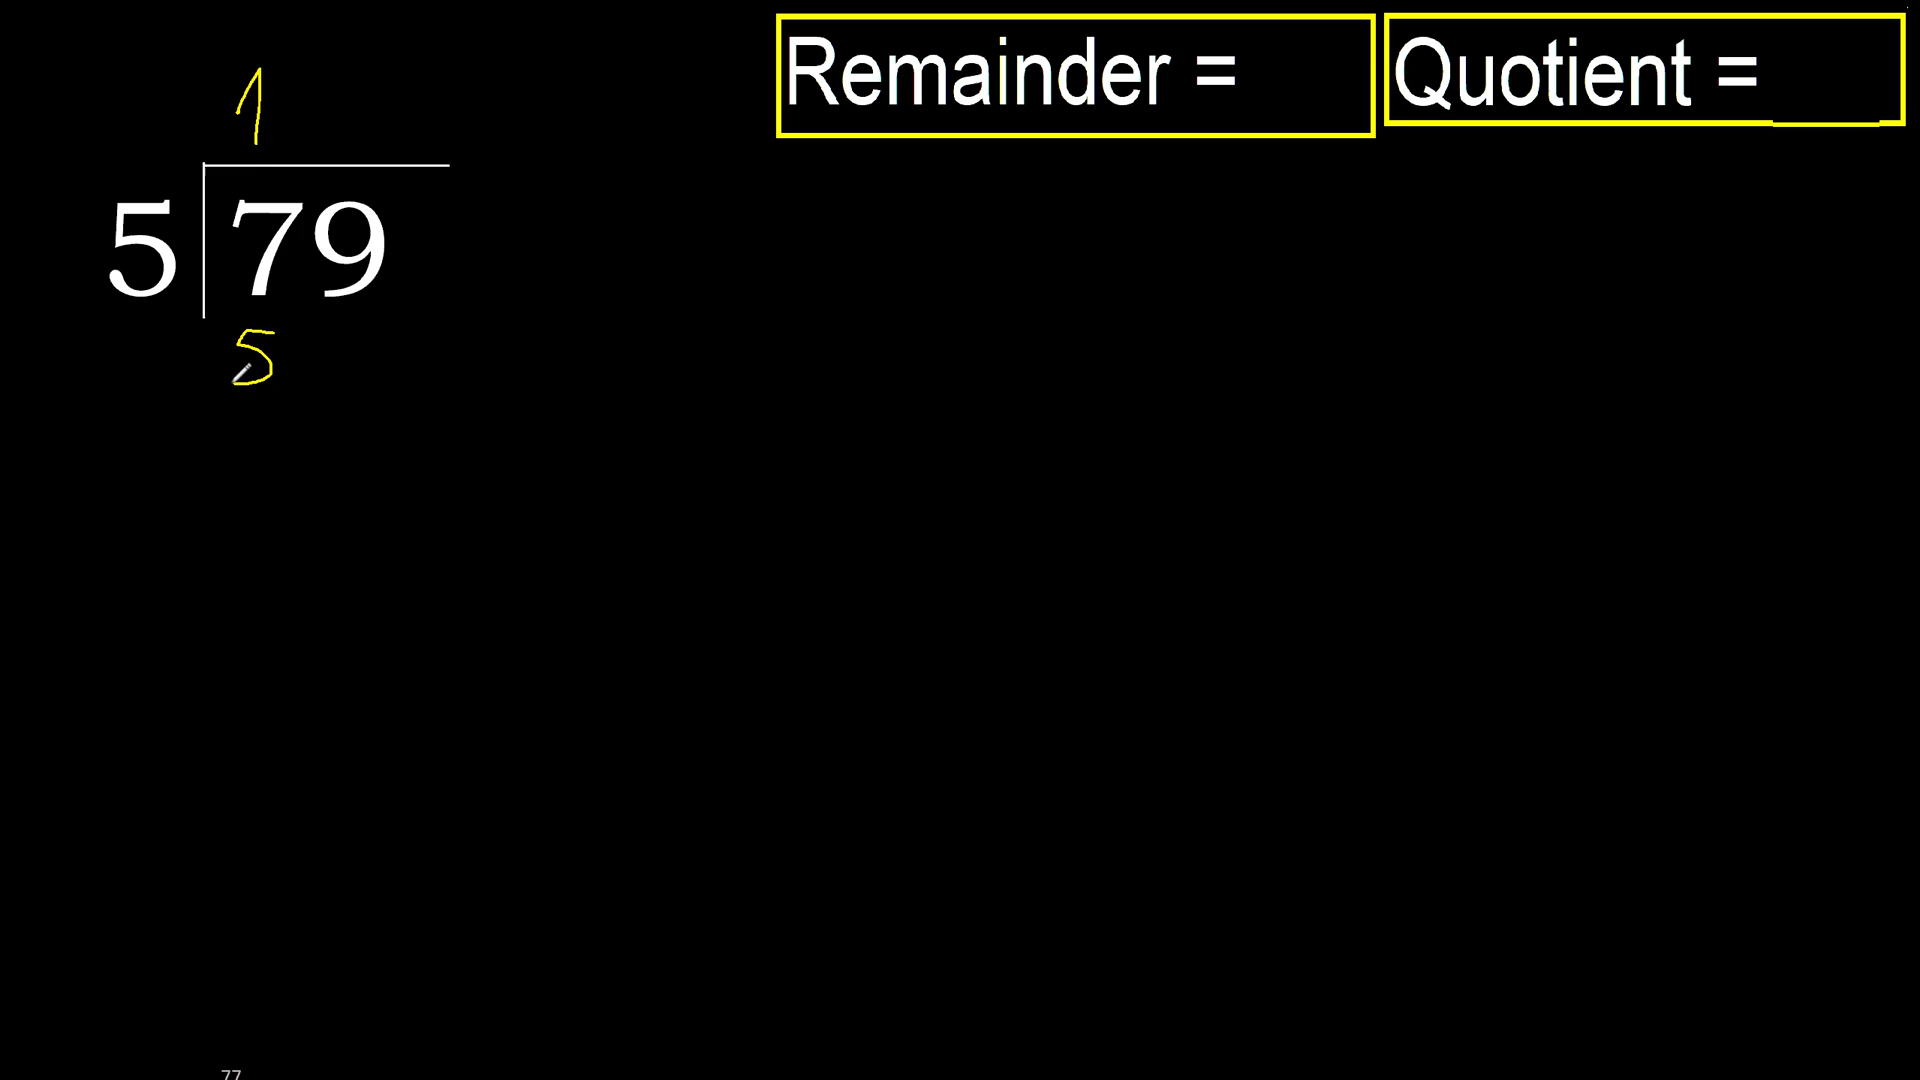 Remainder = Quotient =
1
5 79
5
77